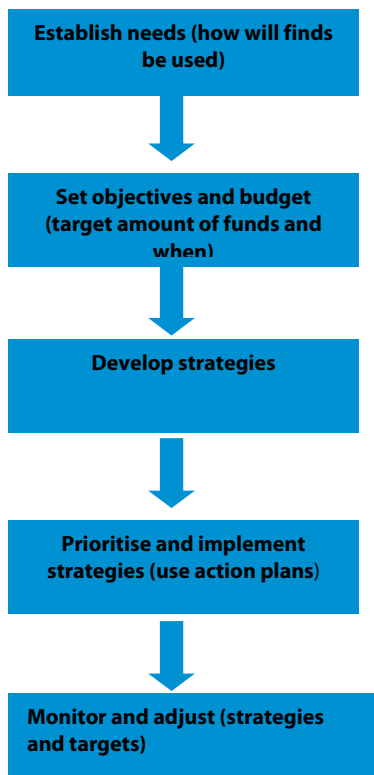 Establish needs (how will finds
be used)
Set objectives and budget
(target amount of funds and
when)
Develop strategies
Prioritise and implement
strategies (use action plans)
Monitor and adjust (strategies
and targets)